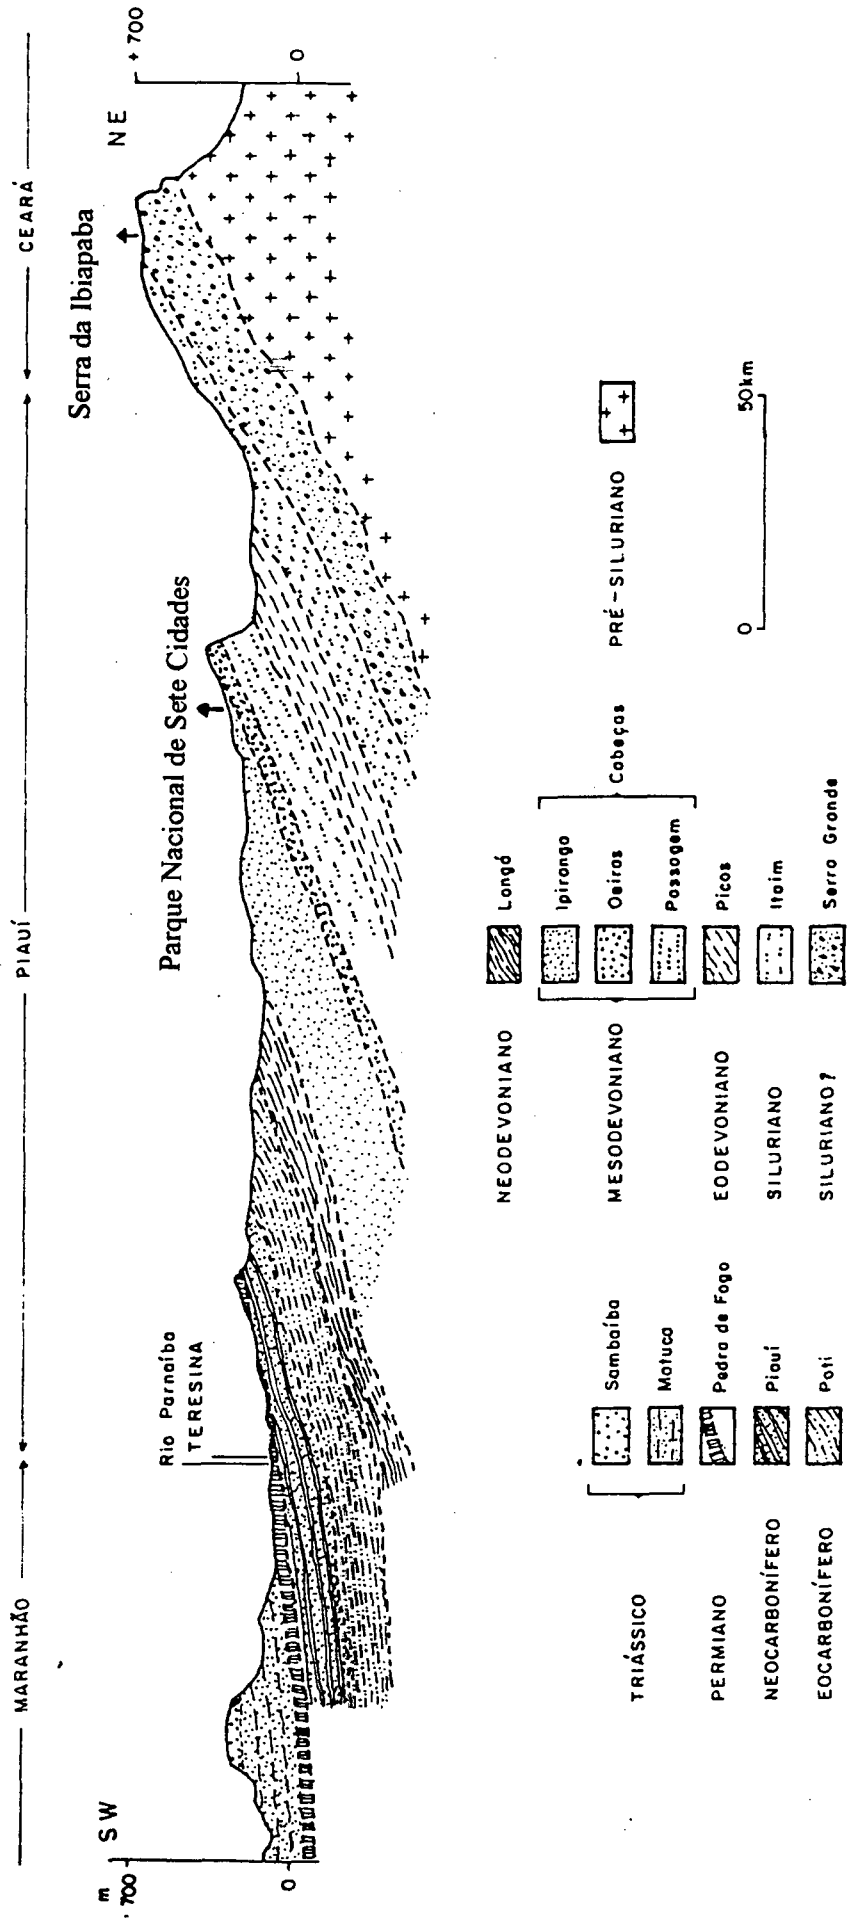 MARANHÃO
PIAUÍ
CEARÁ
m
700
0
SW
Rio Parnaíba
TERESINA
Parque Nacional de Sete Cidades
Serra da Ibiapaba
NE
+ 700
0
TRIÁSSICO
Sambaíba
Motuca
PERMIANO
Pedra de Fogo
NEOCARBONÍFERO
Piauí
EOCARBONÍFERO
Poti
NEODEVONIANO
Longá
MESODEVONIANO
Ipiranga
Oeiras
Passagem
Cabeças
EODEVONIANO
Picos
SILURIANO
Itaim
SILURIANO?
Serra Grande
PRÉ-SILURIANO
0
50km